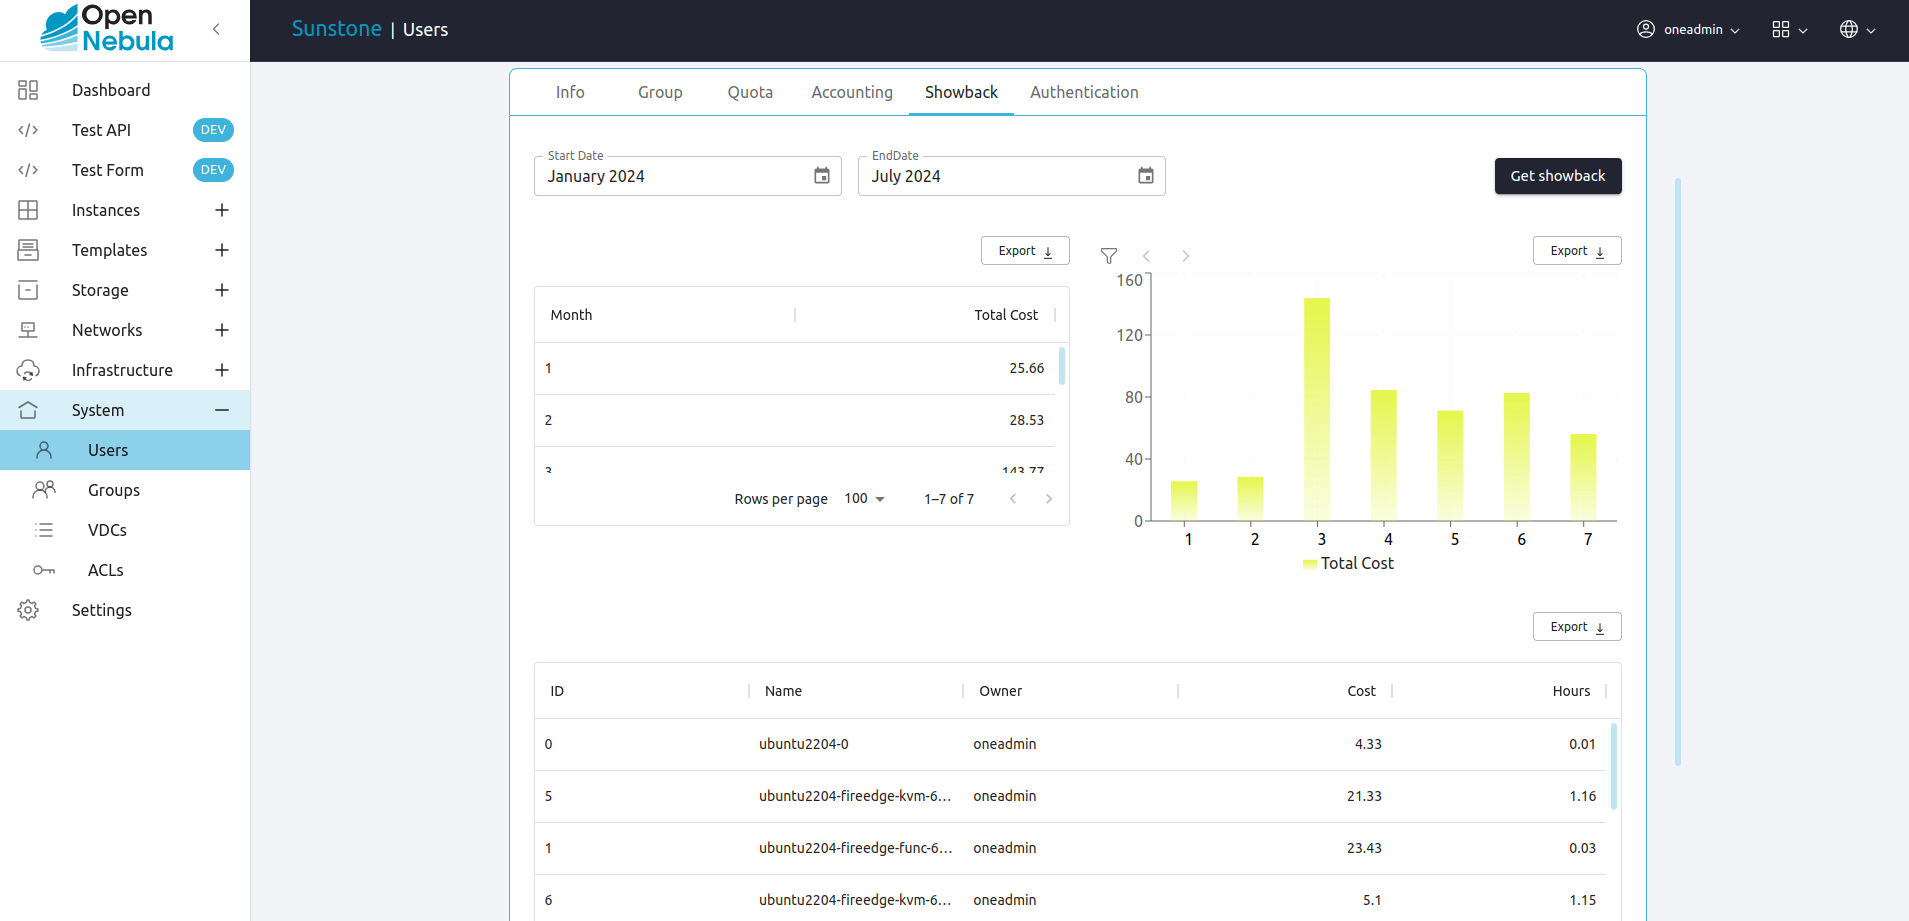 Open
Nebula
Sunstone | Users
oneadmin
Dashboard
Test API DEV
Test Form DEV
Instances
Templates
Storage
Networks
Infrastructure
System
Users
Groups
VDCs
ACLs
Settings
Info Group Quota Accounting Showback Authentication
Start Date
January 2024
EndDate
July 2024
Get showback
Export
Month Total Cost
1 25.66
2 28.53
3 143.77
Rows per page 100 1–7 of 7
Export
160
120
80
40
0
1 2 3 4 5 6 7
Total Cost
Export
ID Name Owner Cost Hours
0 ubuntu2204-0 oneadmin 4.33 0.01
5 ubuntu2204-fireedge-kvm-6... oneadmin 21.33 1.16
1 ubuntu2204-fireedge-func-6... oneadmin 23.43 0.03
6 ubuntu2204-fireedge-kvm-6... oneadmin 5.1 1.15